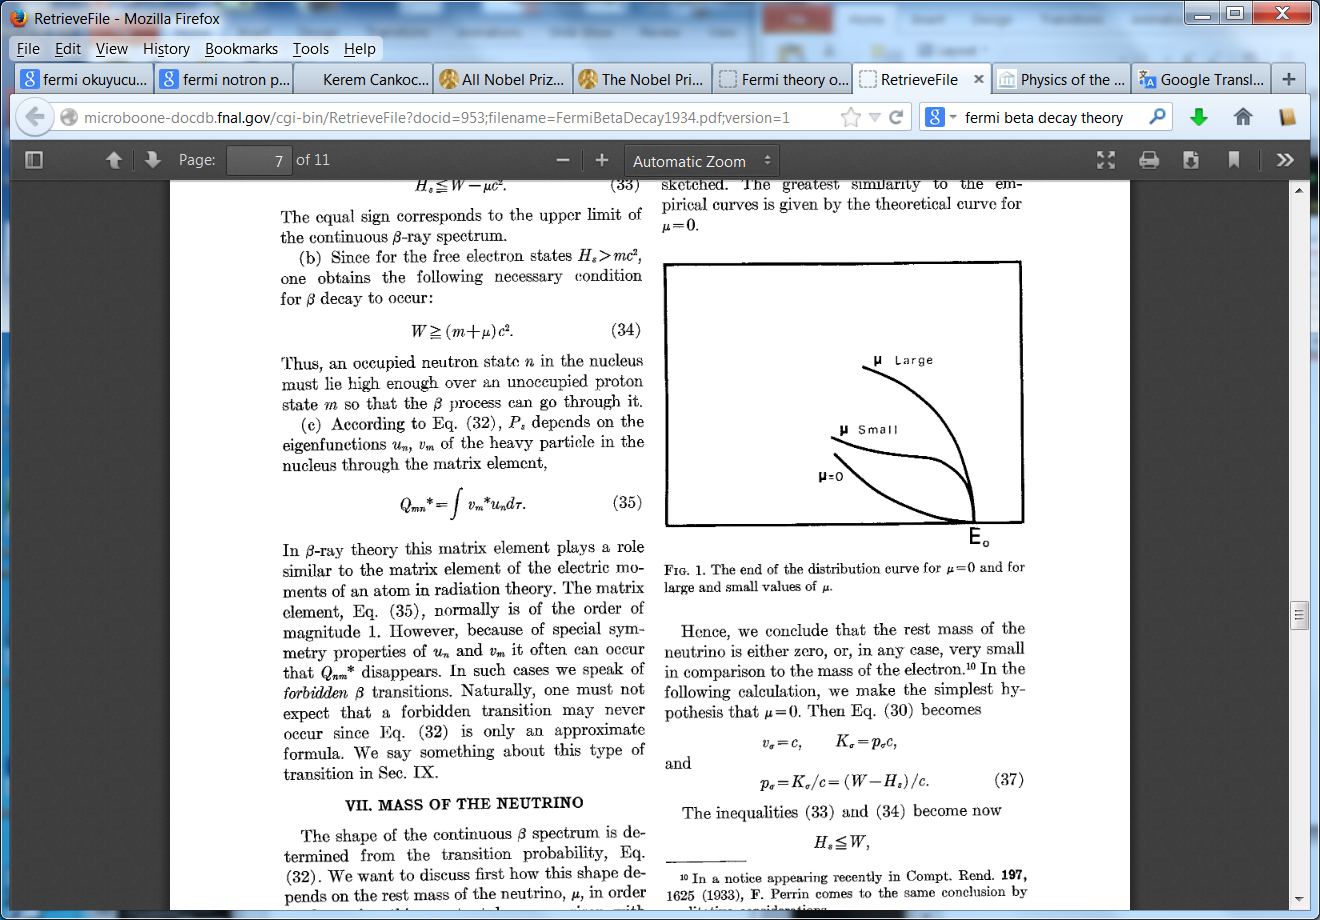 RetrieveFile - Mozilla Firefox
File Edit View History Bookmarks Tools Help
fermi okuyucu... fermi notron p... Kerem Cankoc... All Nobel Priz... The Nobel Pri... Fermi theory o... RetrieveFile Physics of the ... Google Transl...
microboone-docdb.fnal.gov/cgi-bin/RetrieveFile?docid=953;filename=FermiBetaDecay1934.pdf;version=1
fermi beta decay theory
Page: 7 of 11 Automatic Zoom
Hₛ≦W−μc². (33)
The equal sign corresponds to the upper limit of
the continuous β-ray spectrum.
(b) Since for the free electron states Hₛ>mc²,
one obtains the following necessary condition
for β decay to occur:
W≧(m+μ)c². (34)
Thus, an occupied neutron state n in the nucleus
must lie high enough over an unoccupied proton
state m so that the β process can go through it.
(c) According to Eq. (32), Pₛ depends on the
eigenfunctions uₙ, vₘ of the heavy particle in the
nucleus through the matrix element,
Qₘₙ*=∫vₘ*uₙdτ. (35)
In β-ray theory this matrix element plays a role
similar to the matrix element of the electric mo-
ments of an atom in radiation theory. The matrix
element, Eq. (35), normally is of the order of
magnitude 1. However, because of special sym-
metry properties of uₙ and vₘ it often can occur
that Qₙₘ* disappears. In such cases we speak of
forbidden β transitions. Naturally, one must not
expect that a forbidden transition may never
occur since Eq. (32) is only an approximate
formula. We say something about this type of
transition in Sec. IX.
VII. MASS OF THE NEUTRINO
The shape of the continuous β spectrum is de-
termined from the transition probability, Eq.
(32). We want to discuss first how this shape de-
pends on the rest mass of the neutrino, μ, in order
sketched. The greatest similarity to the em-
pirical curves is given by the theoretical curve for
μ=0.
μ Large
μ Small
μ=0
E₀
FIG. 1. The end of the distribution curve for μ=0 and for
large and small values of μ.
Hence, we conclude that the rest mass of the
neutrino is either zero, or, in any case, very small
in comparison to the mass of the electron.¹⁰ In the
following calculation, we make the simplest hy-
pothesis that μ=0. Then Eq. (30) becomes
v_σ=c, K_σ=p_σc,
and
p_σ=K_σ/c=(W−Hₛ)/c. (37)
The inequalities (33) and (34) become now
Hₛ≦W,
¹⁰ In a notice appearing recently in Compt. Rend. 197,
1625 (1933), F. Perrin comes to the same conclusion by